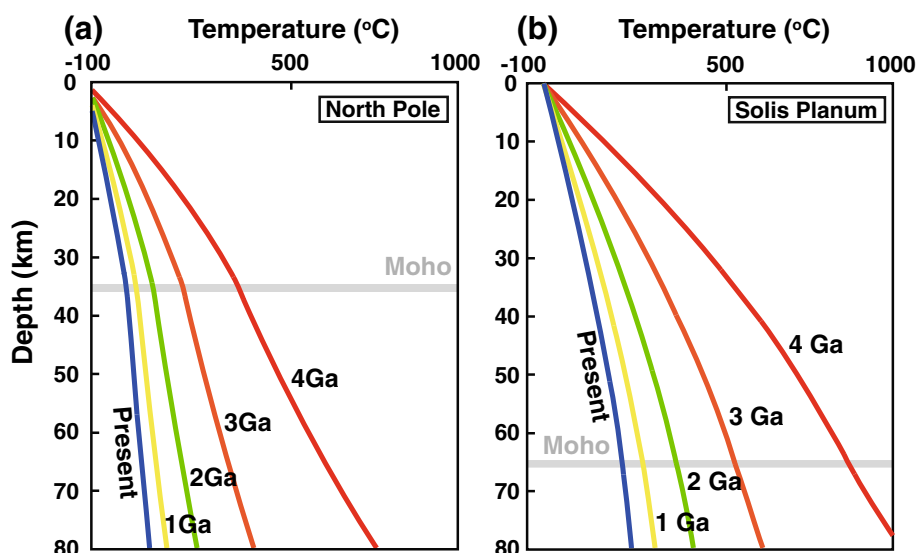 (a) Temperature (oC)
-100 500 1000
0
10
20
30
40
50
60
70
80
Depth (km)
North Pole
Moho
4Ga
3Ga
2Ga
1Ga
Present
(b) Temperature (oC)
-100 500 1000
Solis Planum
4 Ga
3 Ga
Moho
2 Ga
1 Ga
Present
0
10
20
30
40
50
60
70
80